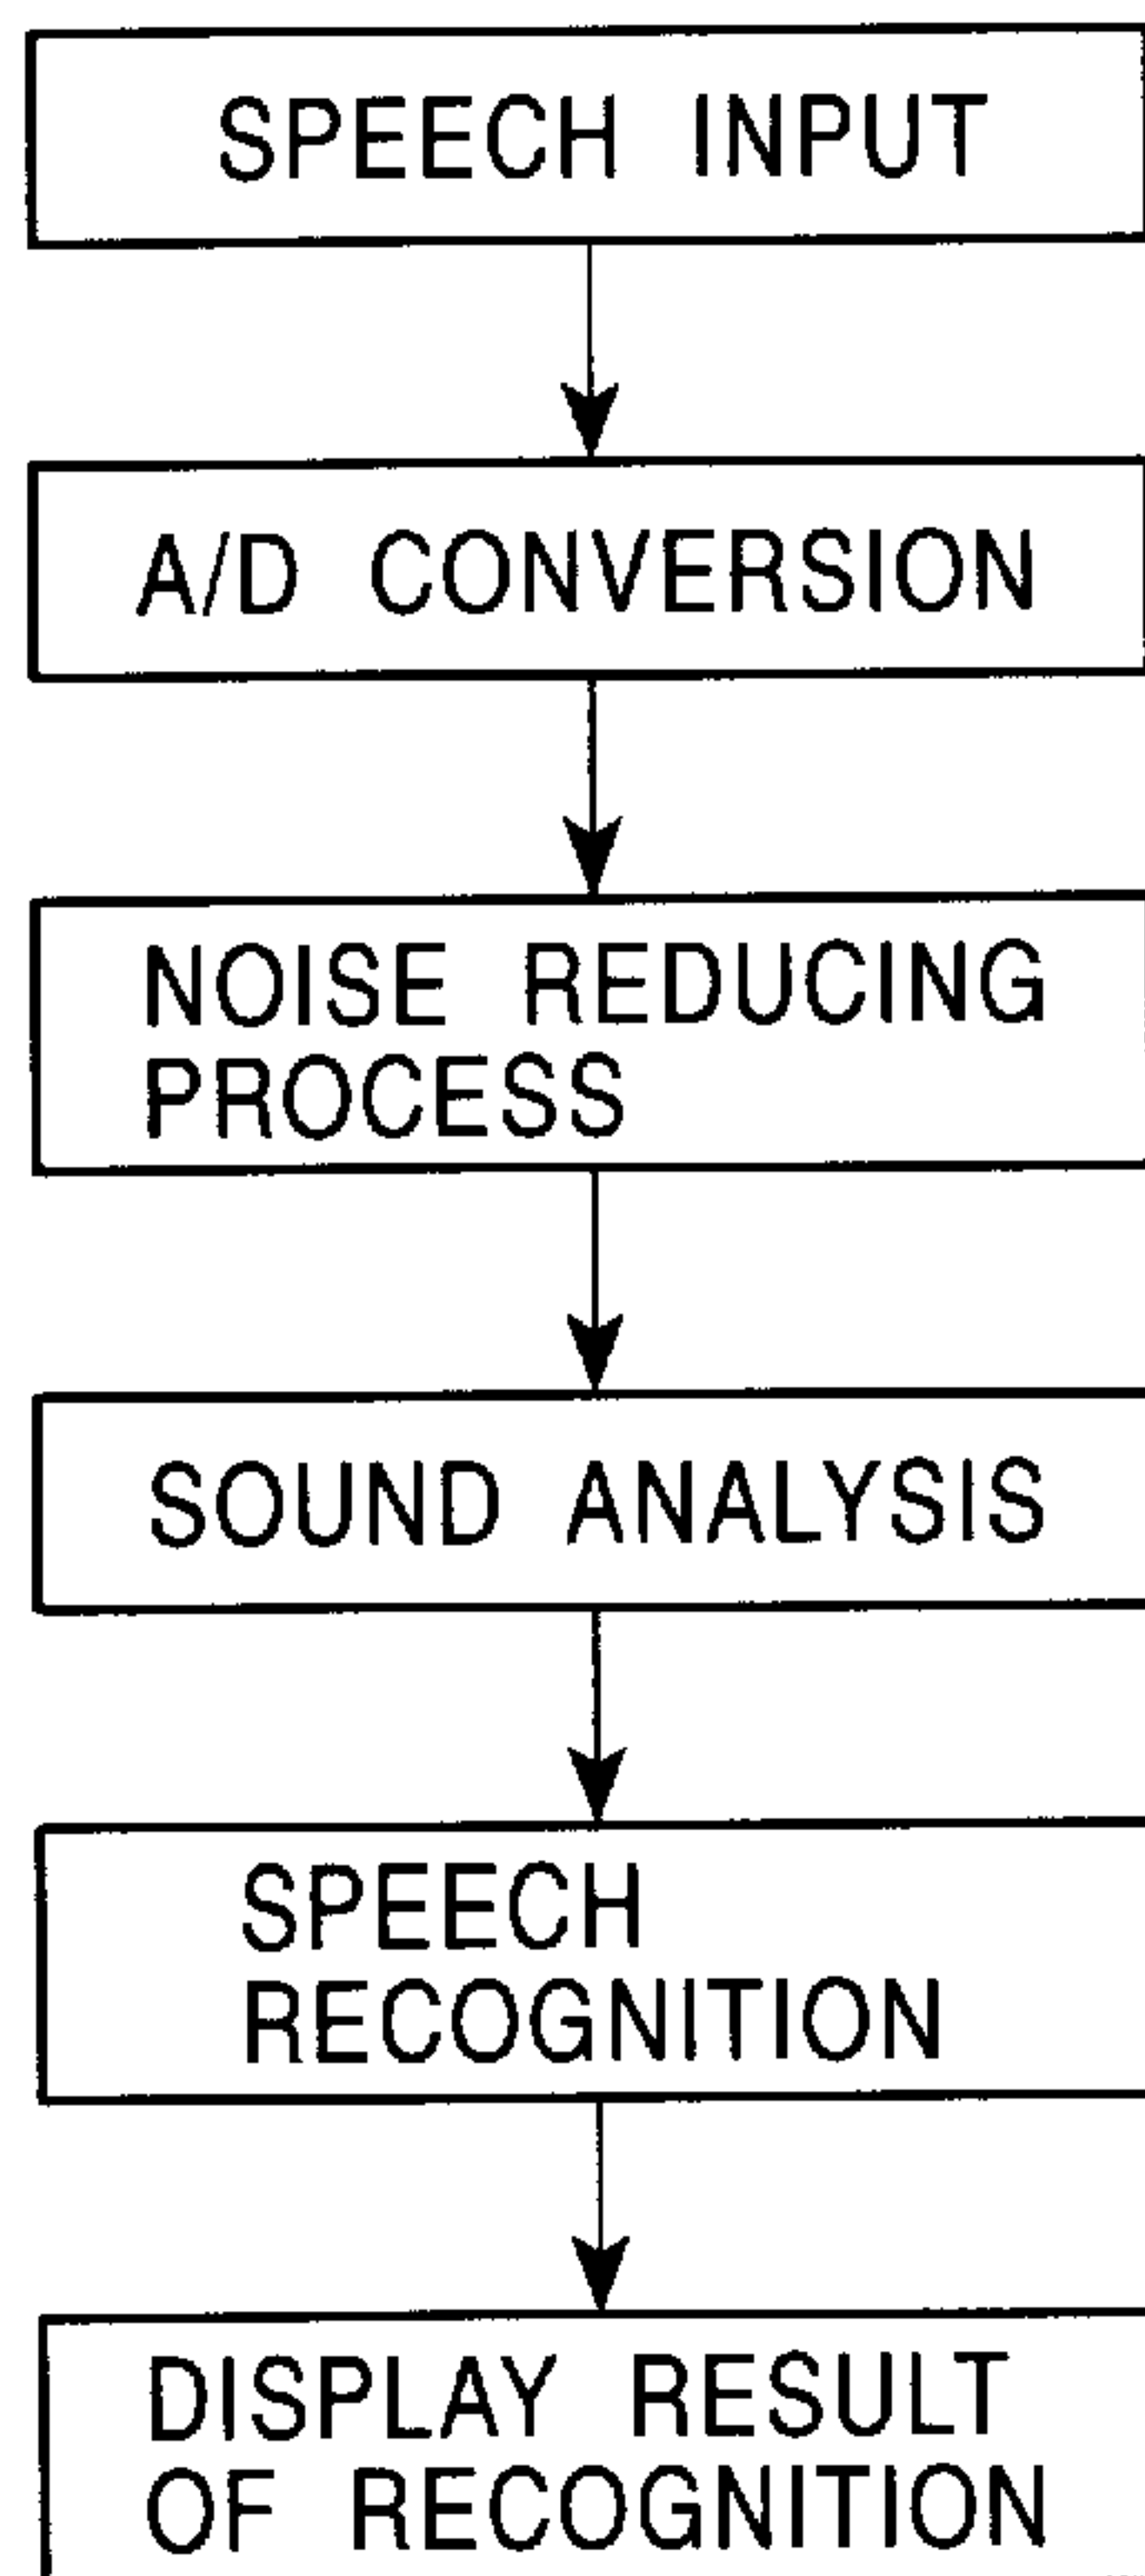 SPEECH INPUT
A/D CONVERSION
NOISE REDUCING
PROCESS
SOUND ANALYSIS
SPEECH
RECOGNITION
DISPLAY RESULT
OF RECOGNITION